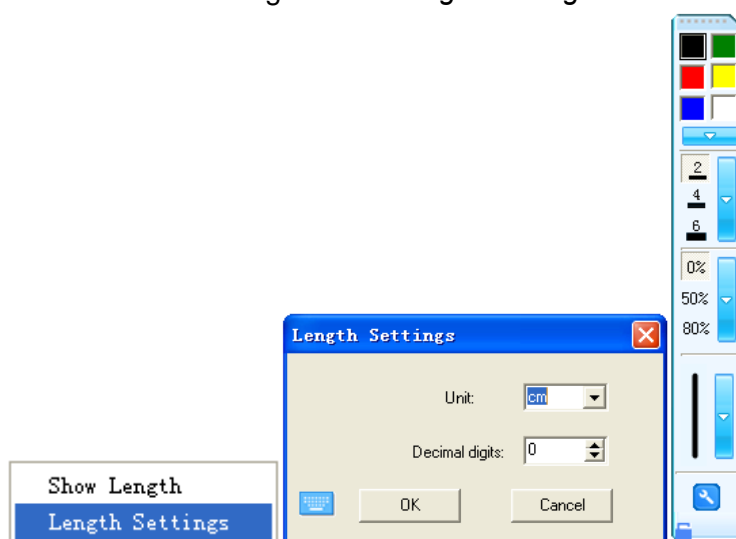 2
4
6
0%
50%
80%
Length Settings
Unit: cm
Decimal digits: 0
OK Cancel
Show Length
Length Settings